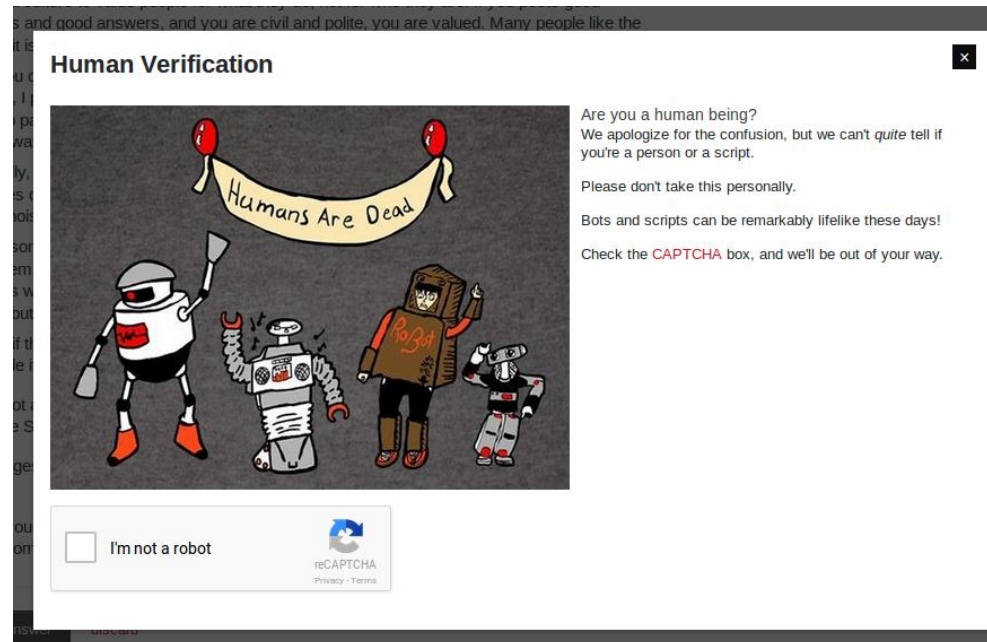 s and good answers, and you are civil and polite, you are valued. Many people like the
Human Verification
Humans Are Dead
RoBot
Are you a human being?
We apologize for the confusion, but we can't quite tell if
you're a person or a script.
Please don't take this personally.
Bots and scripts can be remarkably lifelike these days!
Check the CAPTCHA box, and we'll be out of your way.
I'm not a robot
reCAPTCHA
Privacy - Terms
discard